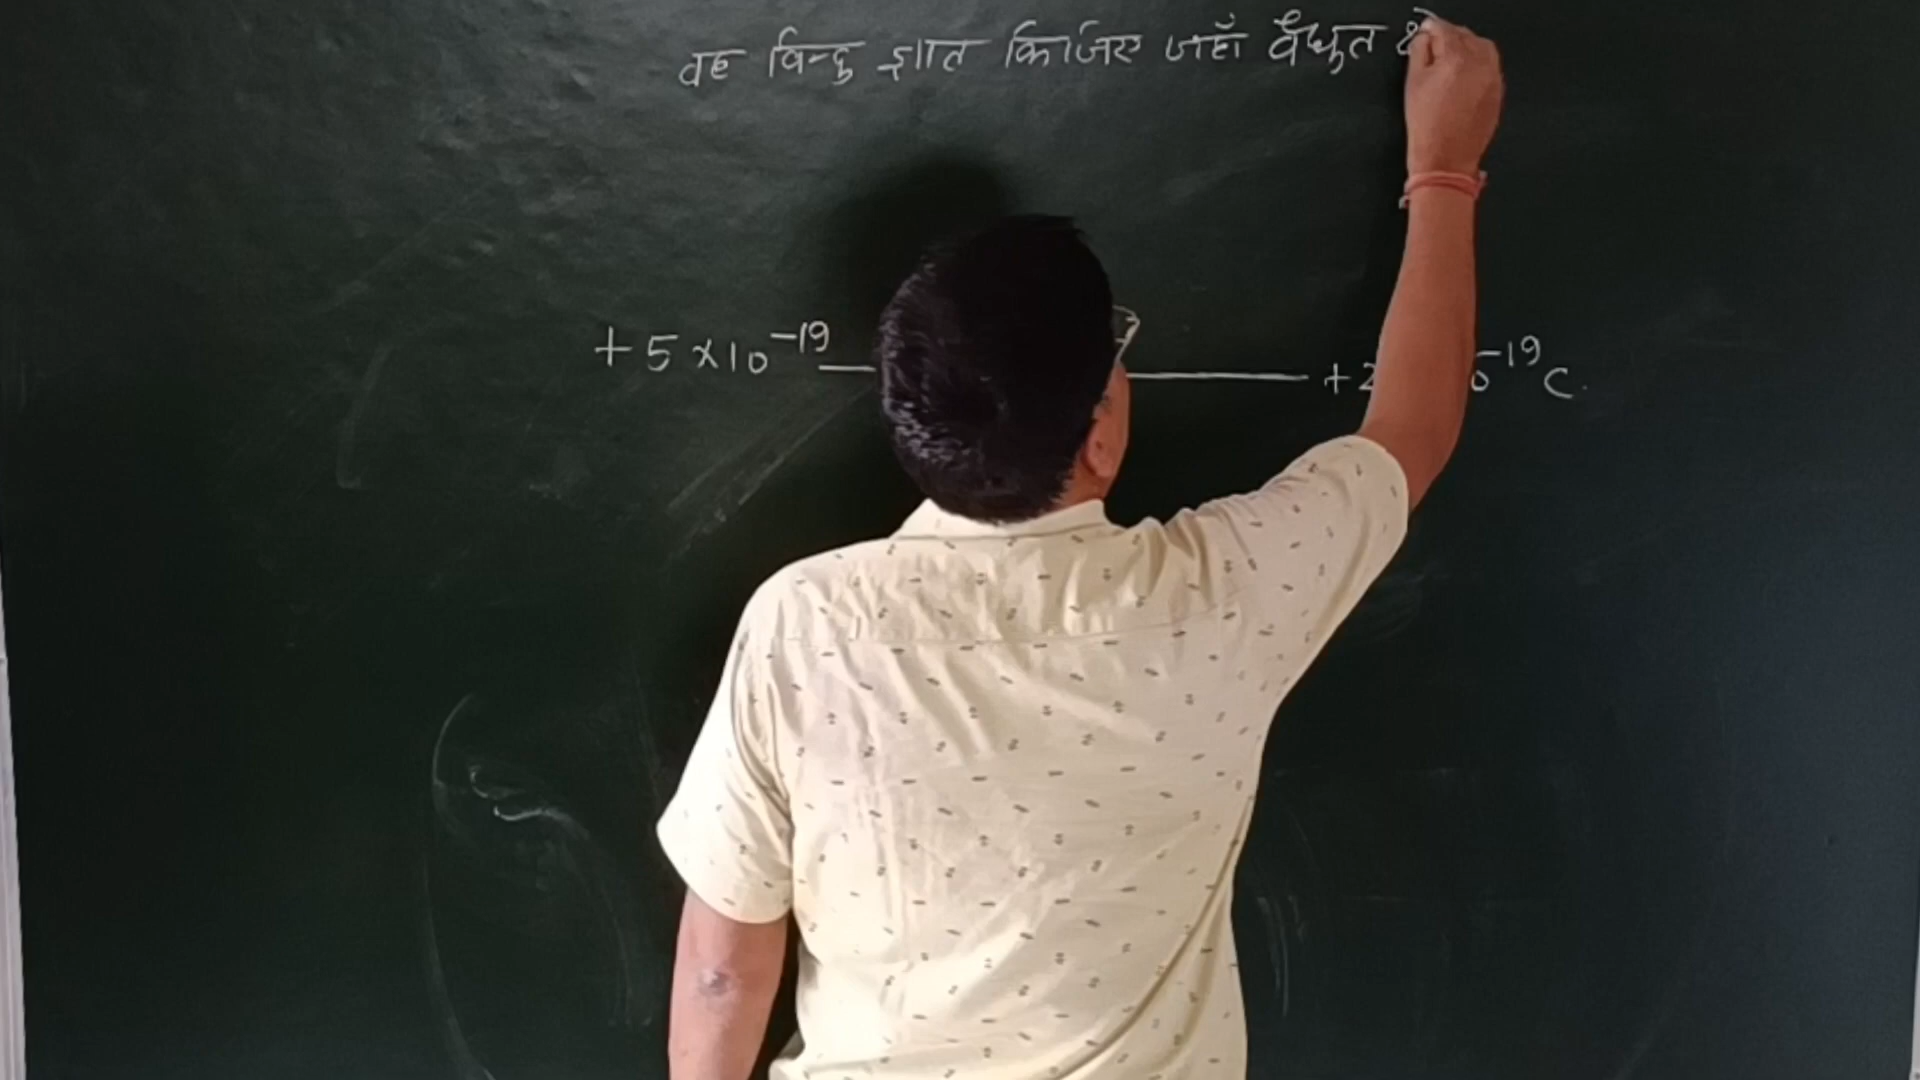 वह विन्दु ज्ञात किजिए जहाँ वैधुत
+5×10⁻¹⁹ +2 ⁻¹⁹C.